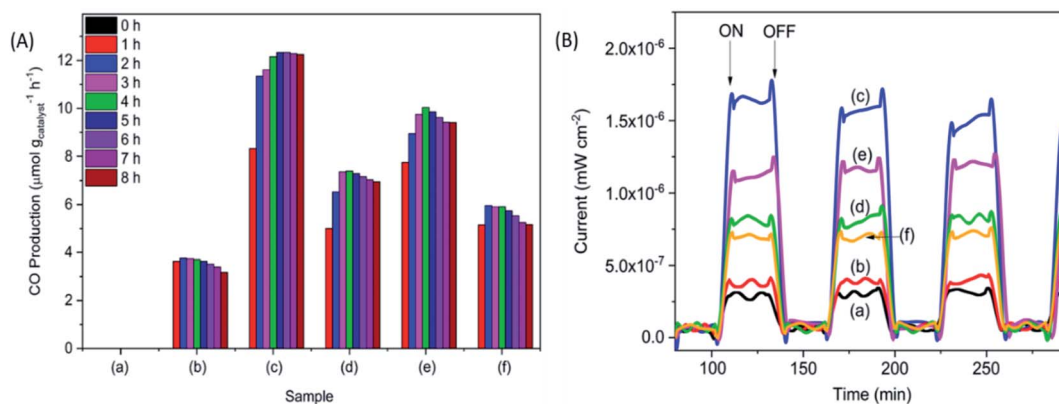 (A)
CO Production (μmol gcatalyst⁻¹ h⁻¹)
12
10
8
6
4
2
0
0 h
1 h
2 h
3 h
4 h
5 h
6 h
7 h
8 h
(a) (b) (c) (d) (e) (f)
Sample
(B)
Current (mW cm⁻²)
2.0x10⁻⁶
1.5x10⁻⁶
1.0x10⁻⁶
5.0x10⁻⁷
0.0
ON OFF
(c)
(e)
(d)
(f)
(b)
(a)
100 150 200 250
Time (min)